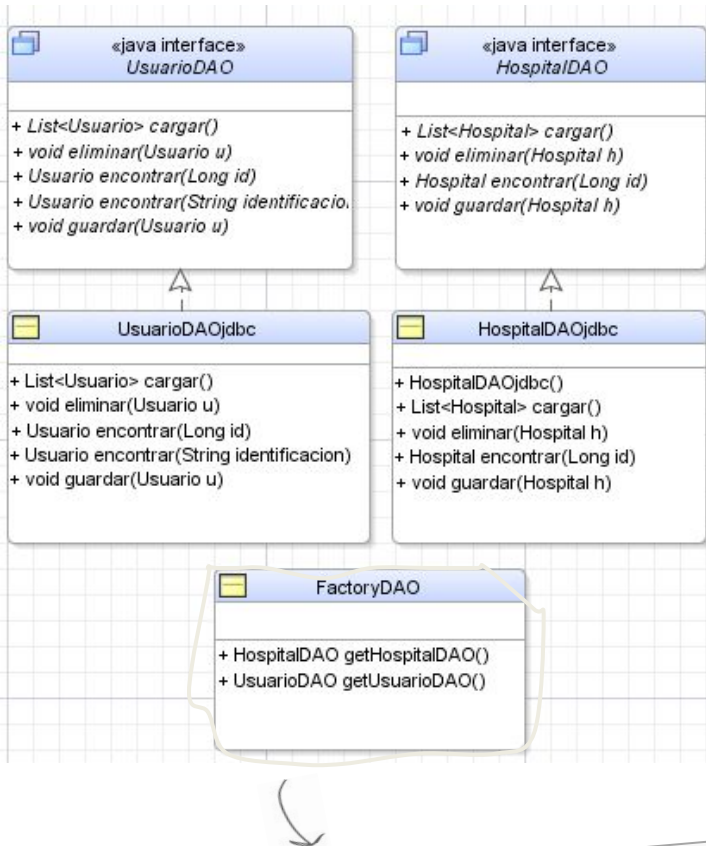 «java interface»
UsuarioDAO
+ List<Usuario> cargar()
+ void eliminar(Usuario u)
+ Usuario encontrar(Long id)
+ Usuario encontrar(String
+ void guardar(Usuario u)
«java interface»
HospitalDAO
+ List<Hospital> cargar()
+ void eliminar(Hospital h)
+ Hospital encontrar(Long id)
+ void guardar(Hospital h)
UsuarioDAOjdbc
+ List<Usuario> cargar()
+ void eliminar(Usuario u)
+ Usuario encontrar(Long id)
+ Usuario encontrar(String identificacion)
+ void guardar(Usuario u)
HospitalDAOjdbc
+ HospitalDAOjdbc()
+ List<Hospital> cargar()
+ void eliminar(Hospital h)
+ Hospital encontrar(Long id)
+ void guardar(Hospital h)
FactoryDAO
+ HospitalDAO getHospitalDAO()
+ UsuarioDAO getUsuarioDAO()